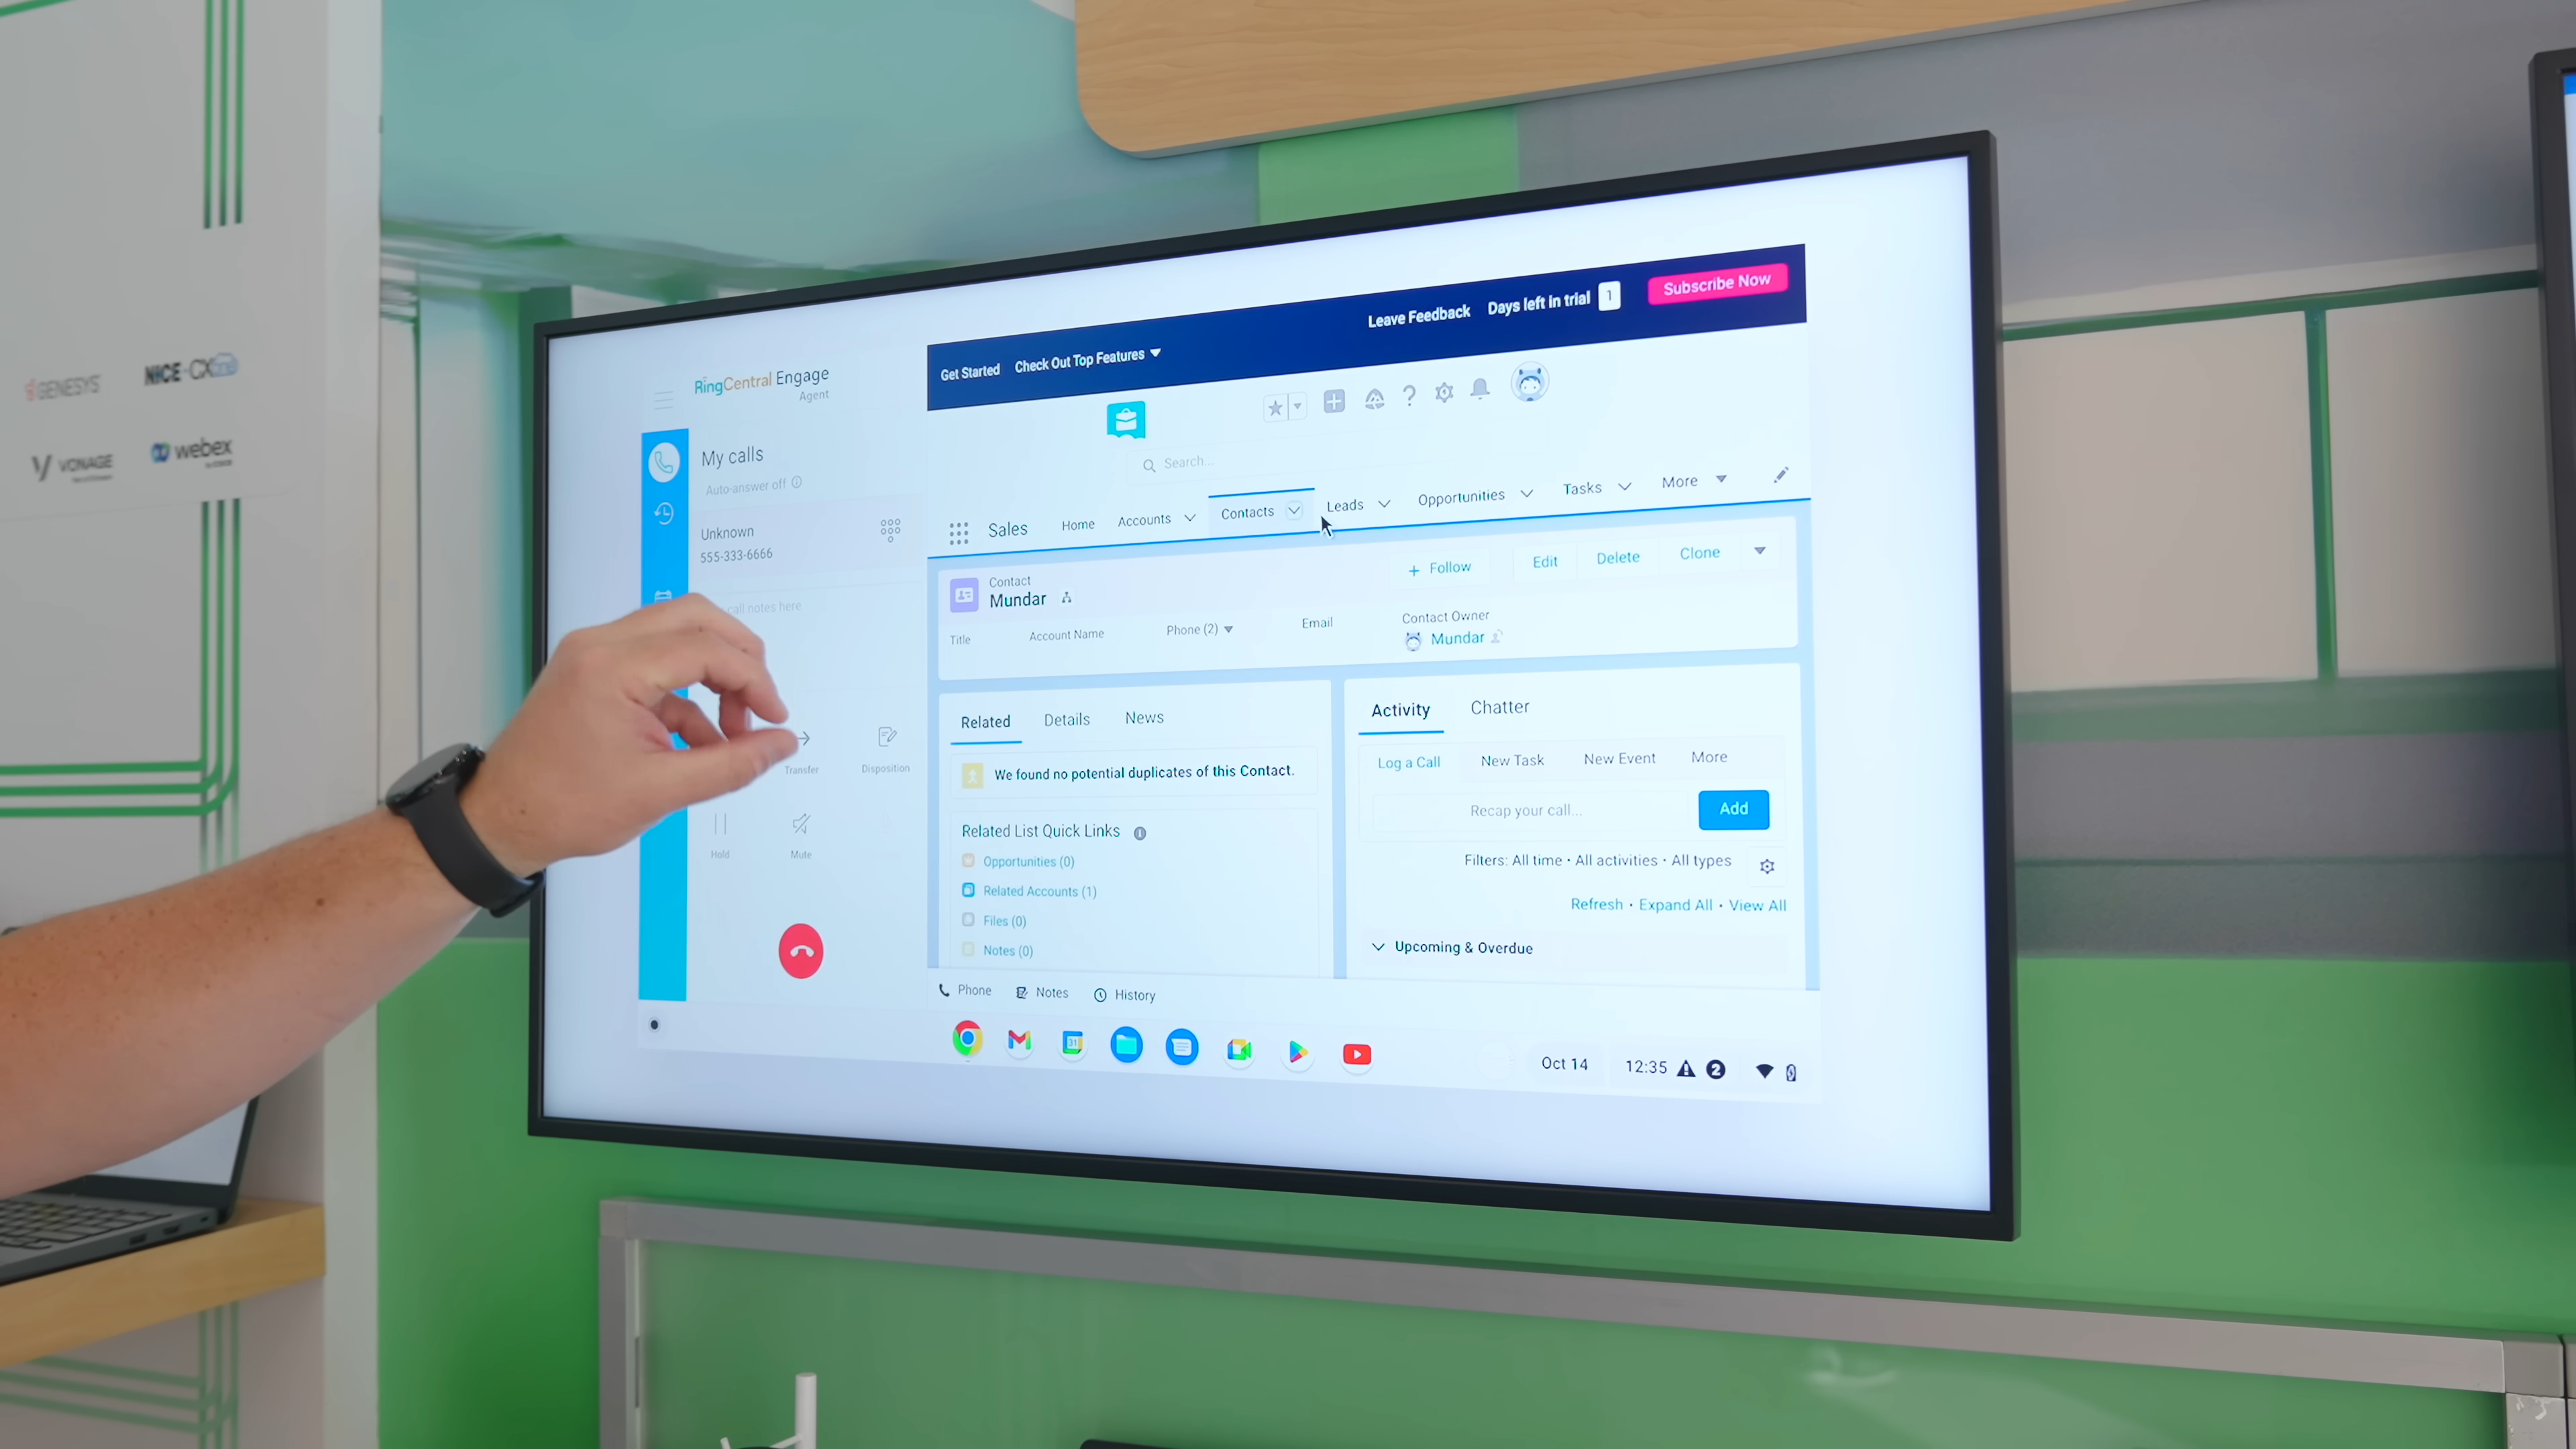 GENESYS
NICE CXone
VONAGE
webex
RingCentral Engage
Agent
My calls
Auto-answer off
Unknown
555-333-6666
call notes here
Transfer
Disposition
Hold
Mute
Get Started
Check Out Top Features
Leave Feedback
Days left in trial
1
Subscribe Now
Search...
Sales
Home
Accounts
Contacts
Leads
Opportunities
Tasks
More
Contact
Mundar
+ Follow
Edit
Delete
Clone
Title
Account Name
Phone (2)
Email
Contact Owner
Mundar
Related
Details
News
We found no potential duplicates of this Contact.
Related List Quick Links
Opportunities (0)
Related Accounts (1)
Files (0)
Notes (0)
Activity
Chatter
Log a Call
New Task
New Event
More
Recap your call...
Add
Filters: All time • All activities • All types
Refresh • Expand All • View All
Upcoming & Overdue
Phone
Notes
History
31
Oct 14
12:35
2